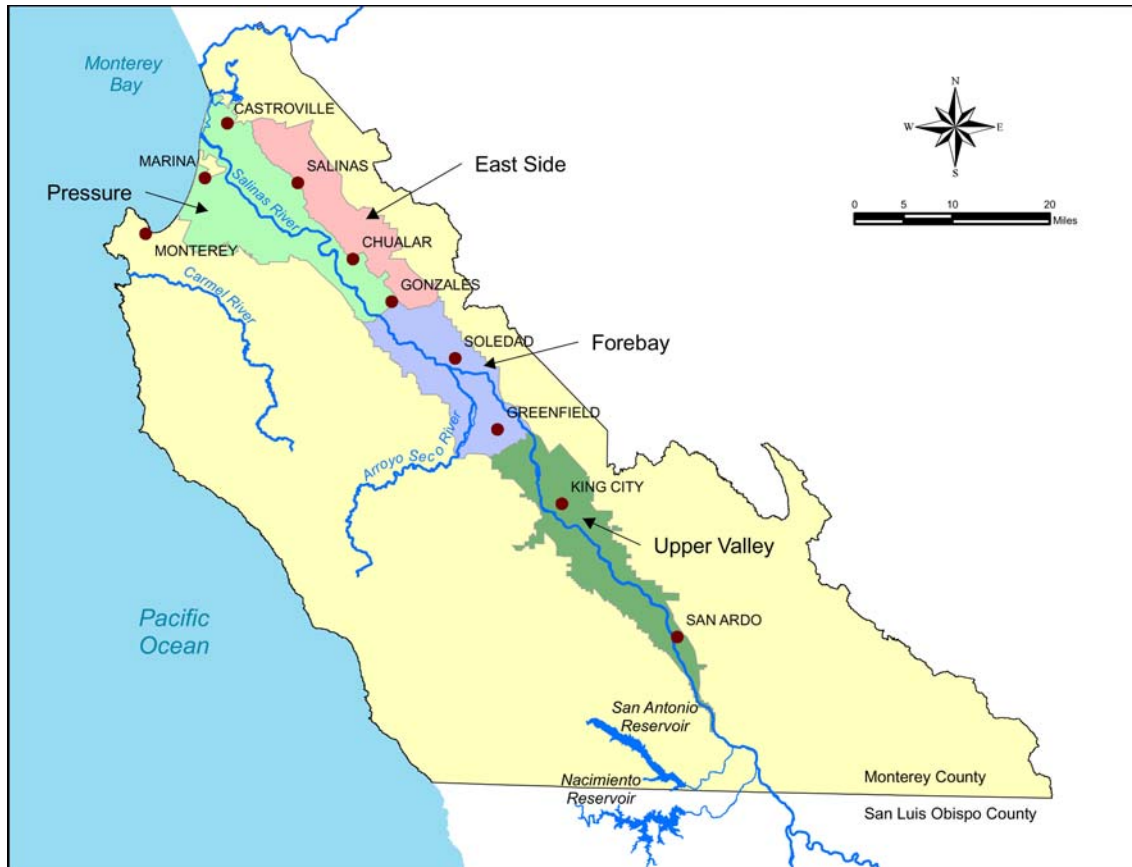 Monterey
Bay
CASTROVILLE
MARINA
SALINAS
East Side
Pressure
Salinas River
MONTEREY
CHUALAR
Carmel River
GONZALES
SOLEDAD
Forebay
GREENFIELD
Arroyo Seco River
KING CITY
Upper Valley
Pacific
Ocean
SAN ARDO
San Antonio
Reservoir
Nacimiento
Reservoir
Monterey County
San Luis Obispo County
N
W E
S
0 5 10 20
Miles